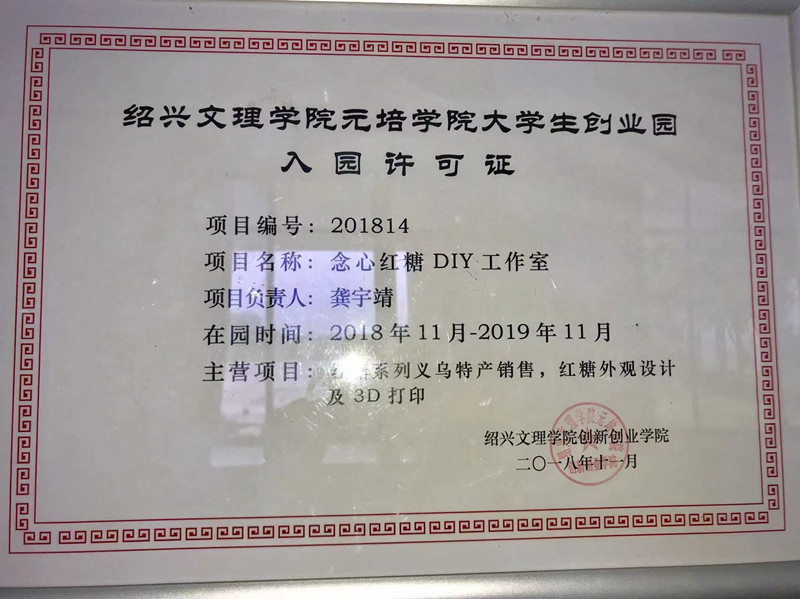 绍兴文理学院元培学院大学生创业园
入园许可证
项目编号：201814
项目名称：念心红糖 DIY 工作室
项目负责人：龚宇靖
在园时间：2018 年 11 月-2019 年 11 月
主营项目：系列义乌特产销售，红糖外观设计
及 3D 打印
绍兴文理学院创新创业学院
二〇一八年十一月